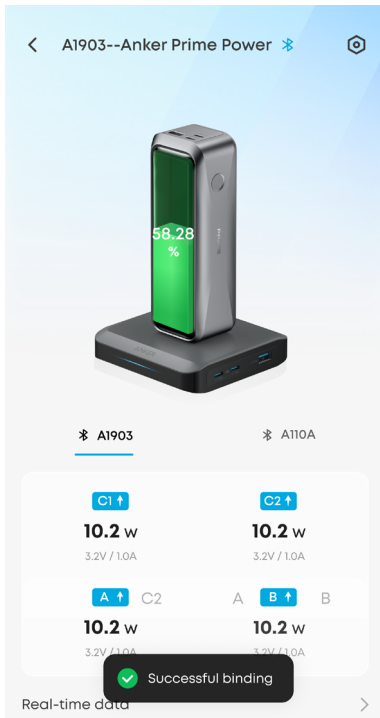 A1903--Anker Prime Power
58.28
%
ANKER
A1903
A110A
C1
C2
10.2 W
10.2 W
3.2V / 1.0A
3.2V / 1.0A
A C2
A B B
10.2 W
10.2 W
3.2V / 1.0A
3.2V / 1.0A
Successful binding
Real-time data